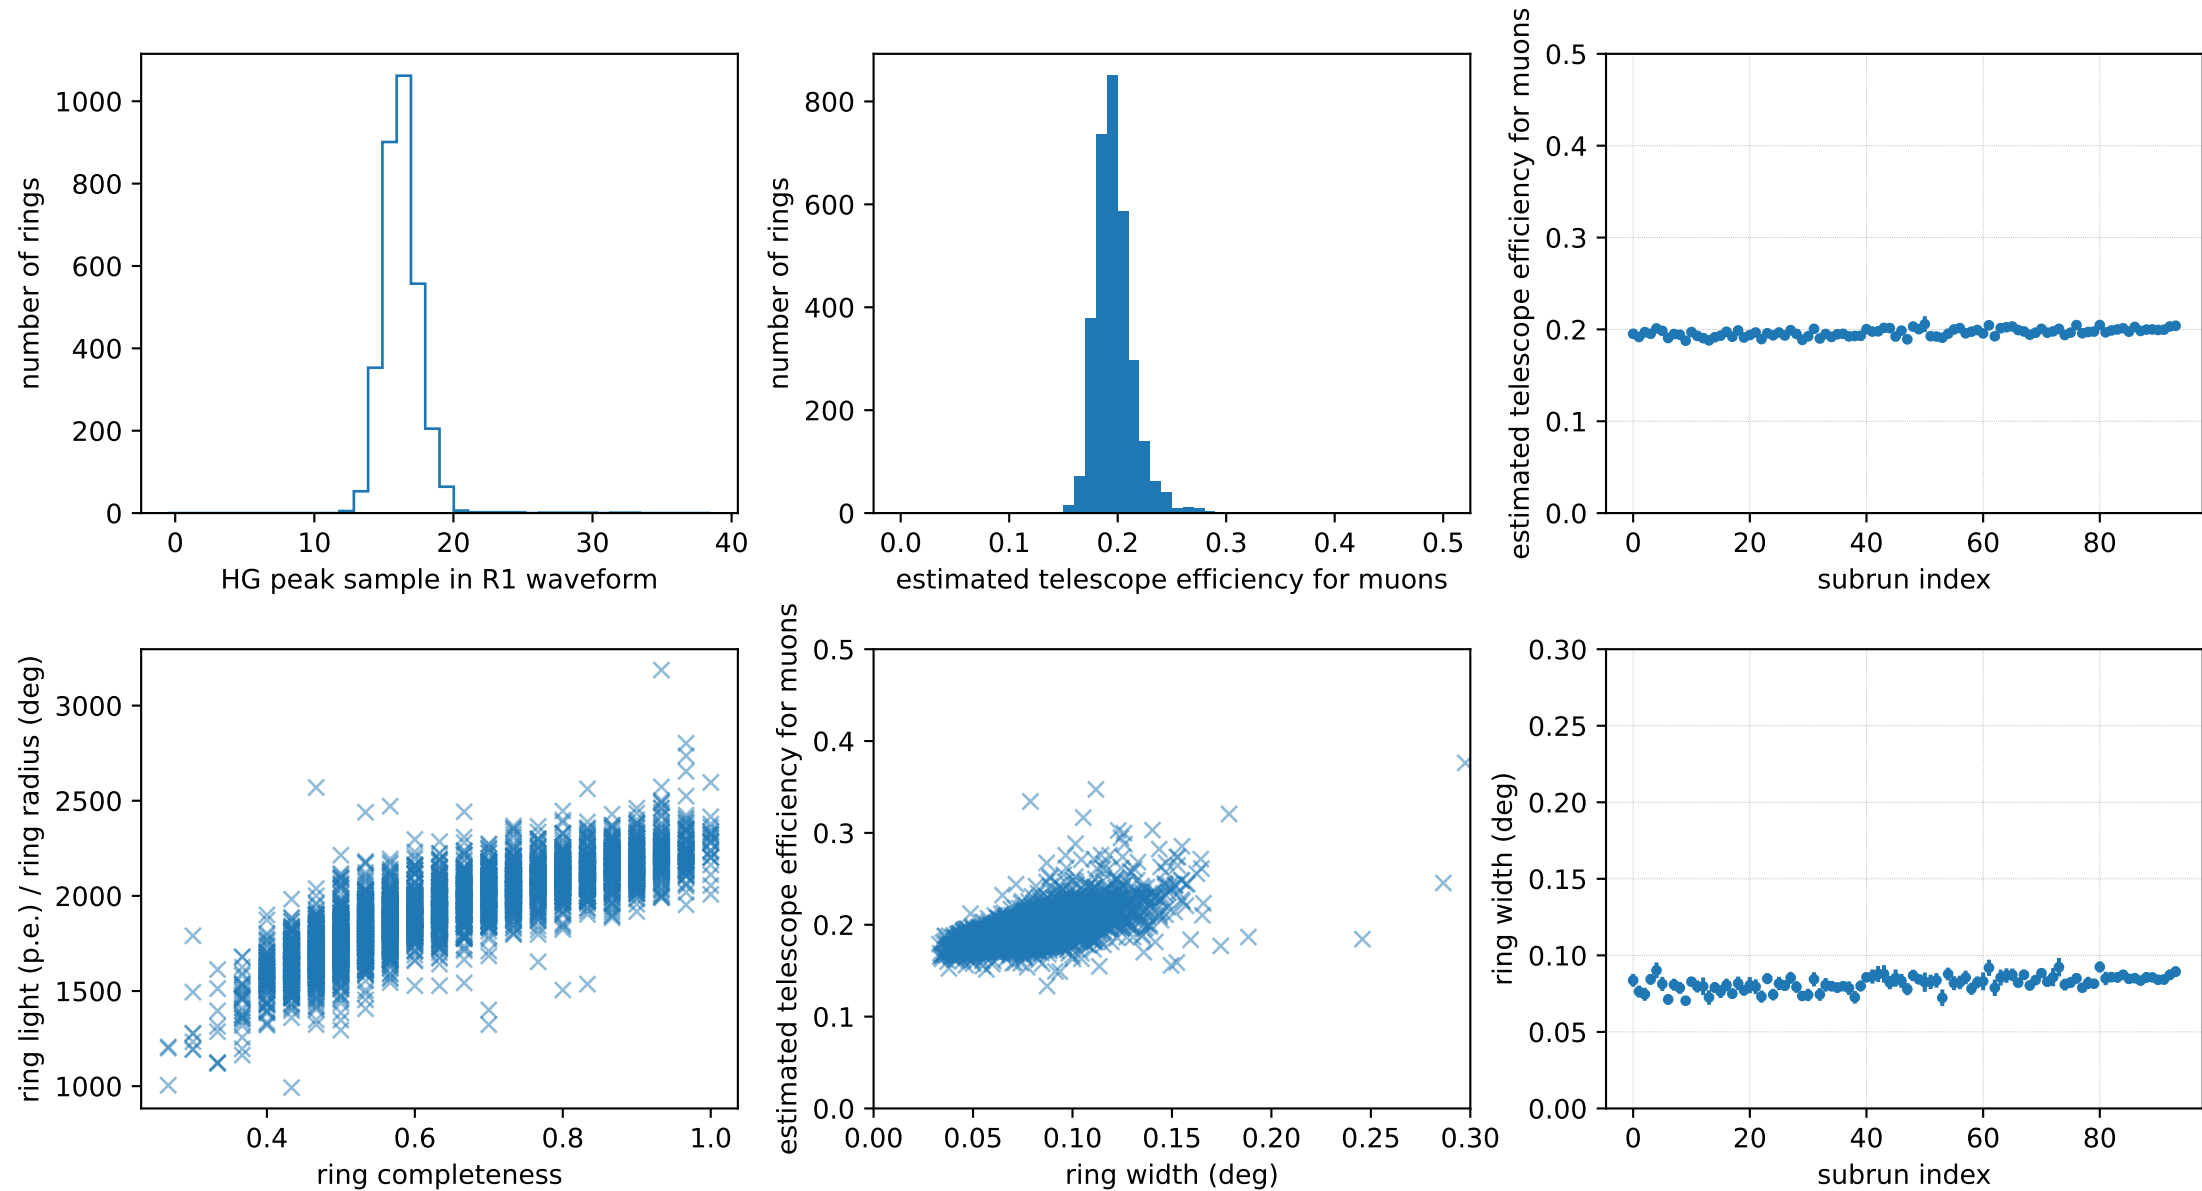 number of rings
1000
800
600
400
200
0
0 10 20 30 40
HG peak sample in R1 waveform
number of rings
800
600
400
200
0
0.0 0.1 0.2 0.3 0.4 0.5
estimated telescope efficiency for muons
estimated telescope efficiency for muons
0.5
0.4
0.3
0.2
0.1
0.0
0 20 40 60 80
subrun index
ring light (p.e.) / ring radius (deg)
3000
2500
2000
1500
1000
0.4 0.6 0.8 1.0
ring completeness
estimated telescope efficiency for muons
0.5
0.4
0.3
0.2
0.1
0.0
0.00 0.05 0.10 0.15 0.20 0.25 0.30
ring width (deg)
ring width (deg)
0.30
0.25
0.20
0.15
0.10
0.05
0.00
0 20 40 60 80
subrun index